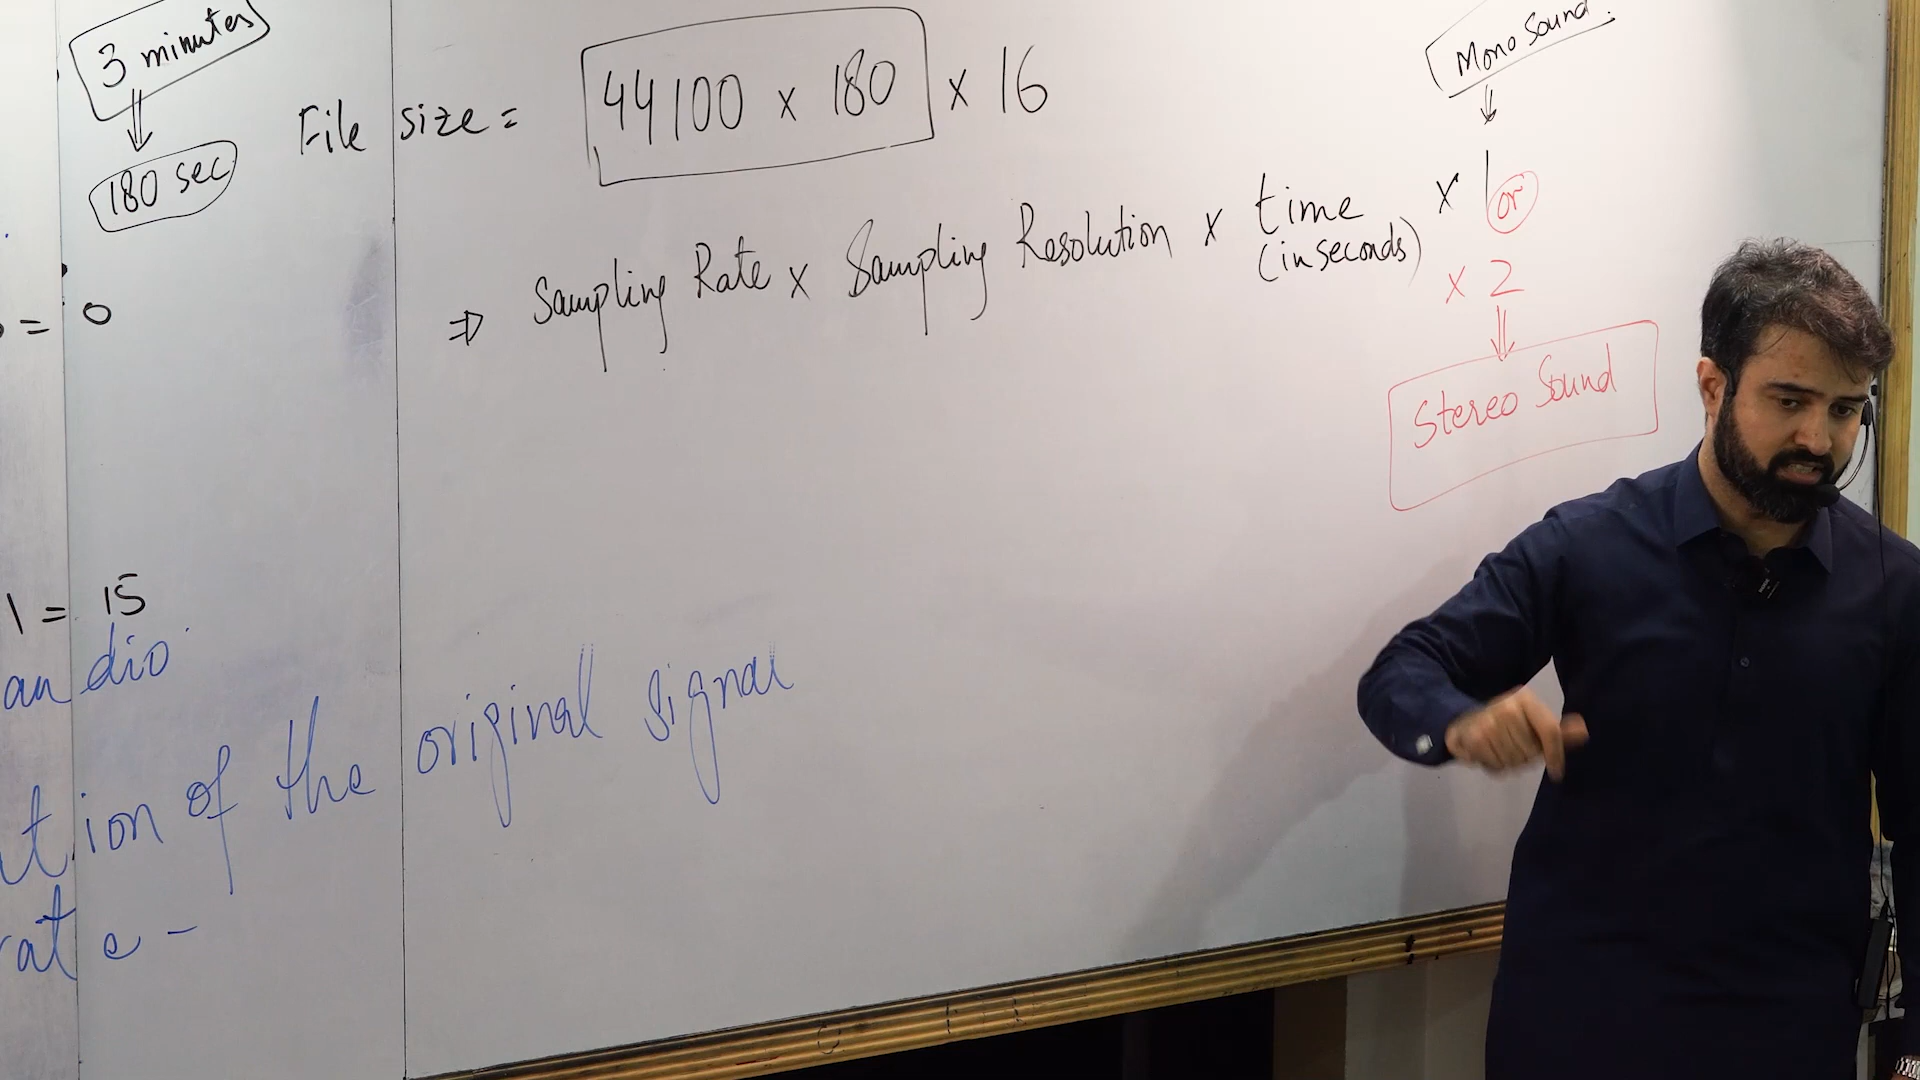 3 minutes
180 sec
File size = 44100 x 180 x 16
Mono Sound
⇒ Sampling Rate x Sampling Resolution x time x 1 or
(in seconds)
x 2
Stereo Sound
= 0
1 = 15
audio
tion of the original signal
rate -